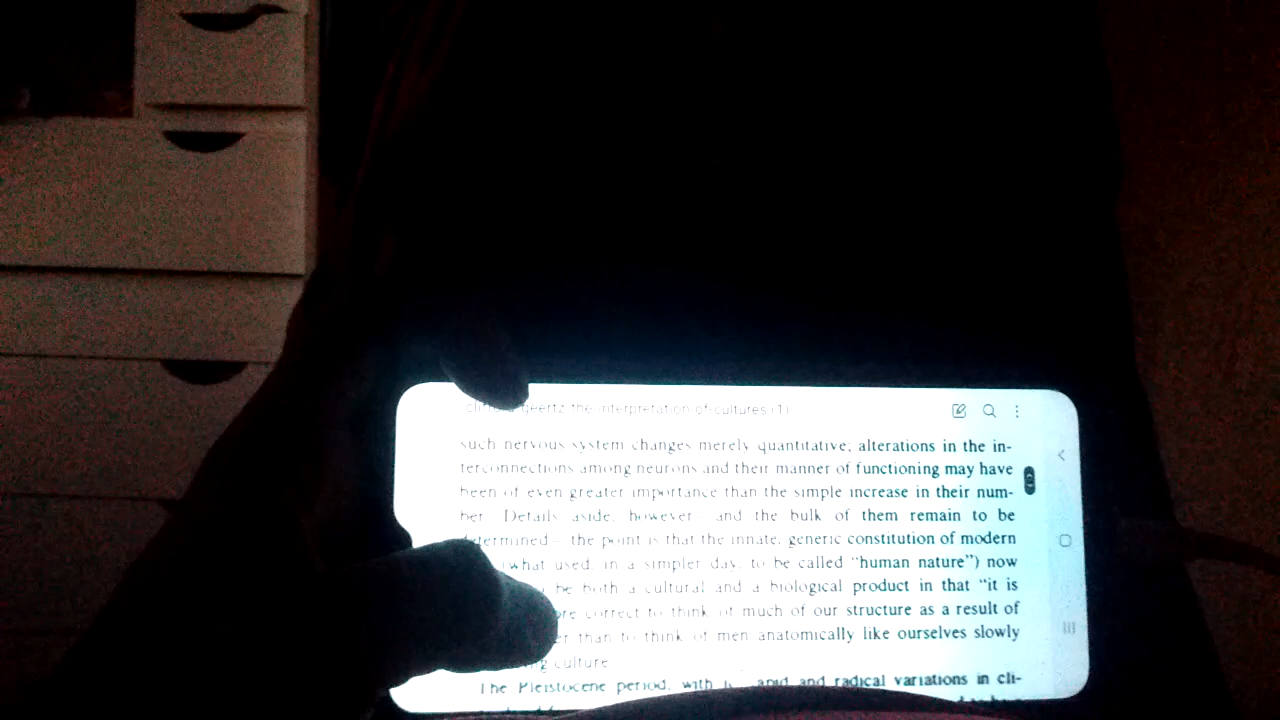 geertz the-interpretation-of-cultures (1)
such nervous system changes merely quantitative; alterations in the in-
terconnections among neurons and their manner of functioning may have
been of even greater importance than the simple increase in their num-
ber. Details aside, however—and the bulk of them remain to be
determined—the point is that the innate, generic constitution of modern
(what used, in a simpler day, to be called "human nature") now
be both a cultural and a biological product in that "it is
correct to think of much of our structure as a result of
than to think of men anatomically like ourselves slowly
culture
The Pleistocene period, with and radical variations in cli-